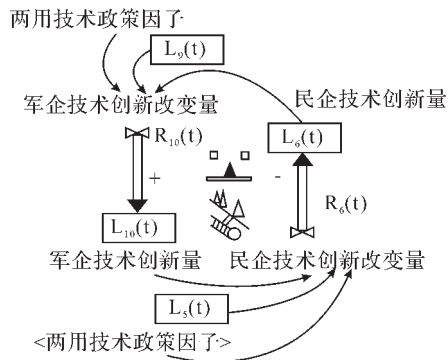 两用技术政策因子
L₉(t)
军企技术创新改变量
民企技术创新量
R₁₀(t)
L₆(t)
+
-
R₆(t)
L₁₀(t)
军企技术创新量
民企技术创新改变量
L₅(t)
<两用技术政策因子>